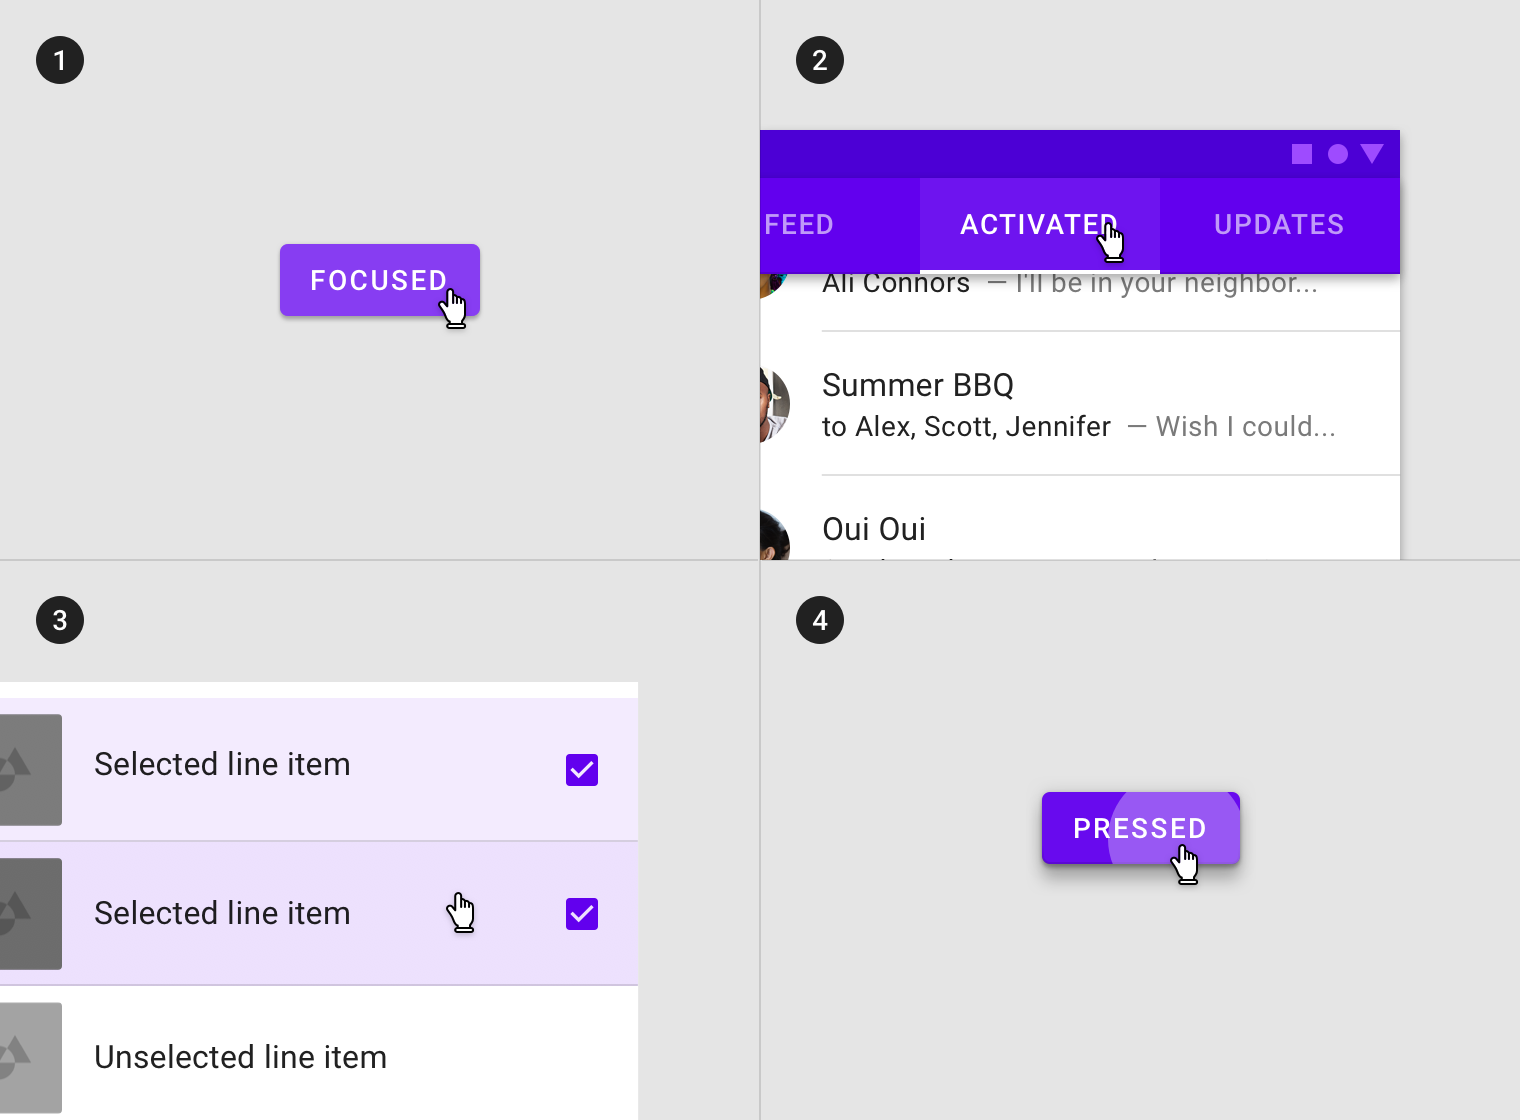 1
FOCUSED
2
FEED ACTIVATED UPDATES
Ali Connors — I'll be in your neighbor...
Summer BBQ
to Alex, Scott, Jennifer — Wish I could...
Oui Oui
3
Selected line item
Selected line item
Unselected line item
4
PRESSED